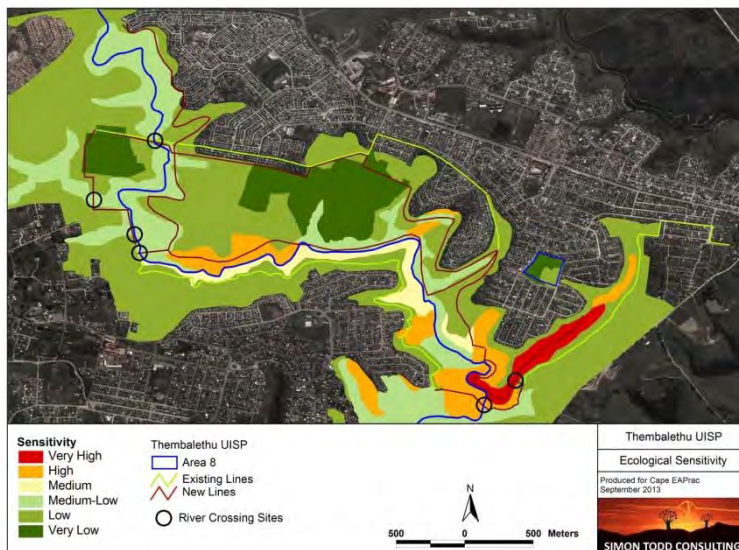 Sensitivity
Very High
High
Medium
Medium-Low
Low
Very Low
Thembalethu UISP
Area 8
Existing Lines
New Lines
River Crossing Sites
N
500 0 500 Meters
Thembalethu UISP
Ecological Sensitivity
Produced for Cape EAPrac
September 2013
SIMON TODD CONSULTING